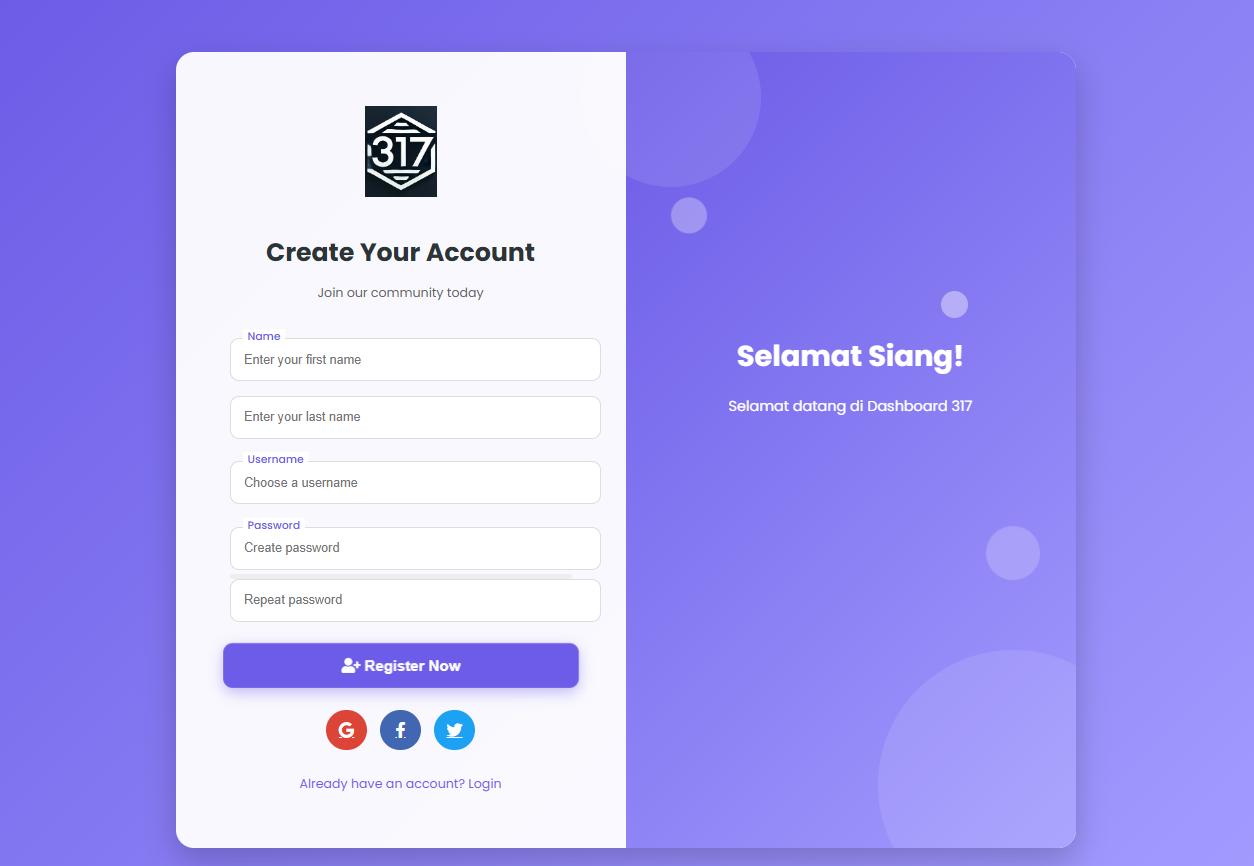 317
Create Your Account
Join our community today
Name
Enter your first name
Enter your last name
Username
Choose a username
Password
Create password
Repeat password
Register Now
Already have an account? Login
Selamat Siang!
Selamat datang di Dashboard 317